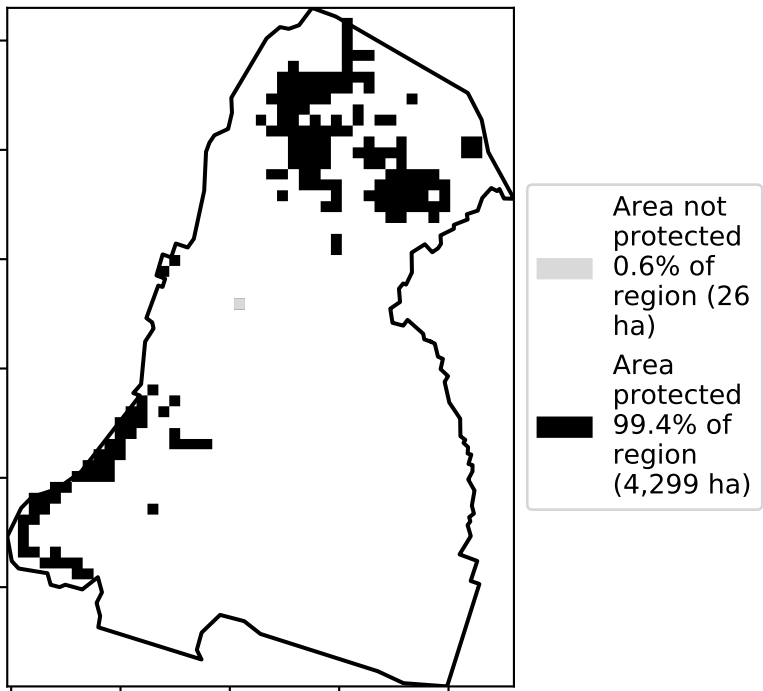 Area not
protected
0.6% of
region (26
ha)
Area
protected
99.4% of
region
(4,299 ha)